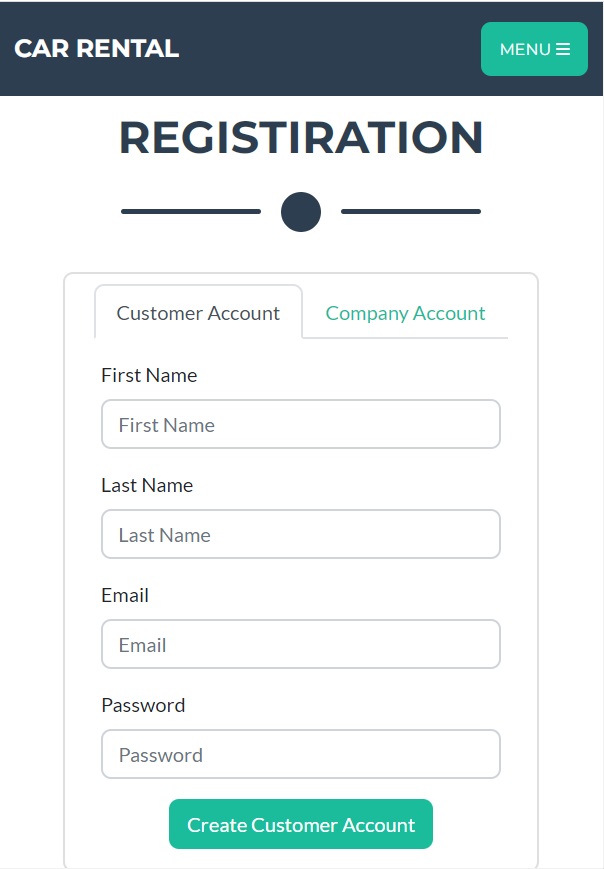 CAR RENTAL
MENU
REGISTIRATION
Customer Account
Company Account
First Name
First Name
Last Name
Last Name
Email
Email
Password
Password
Create Customer Account